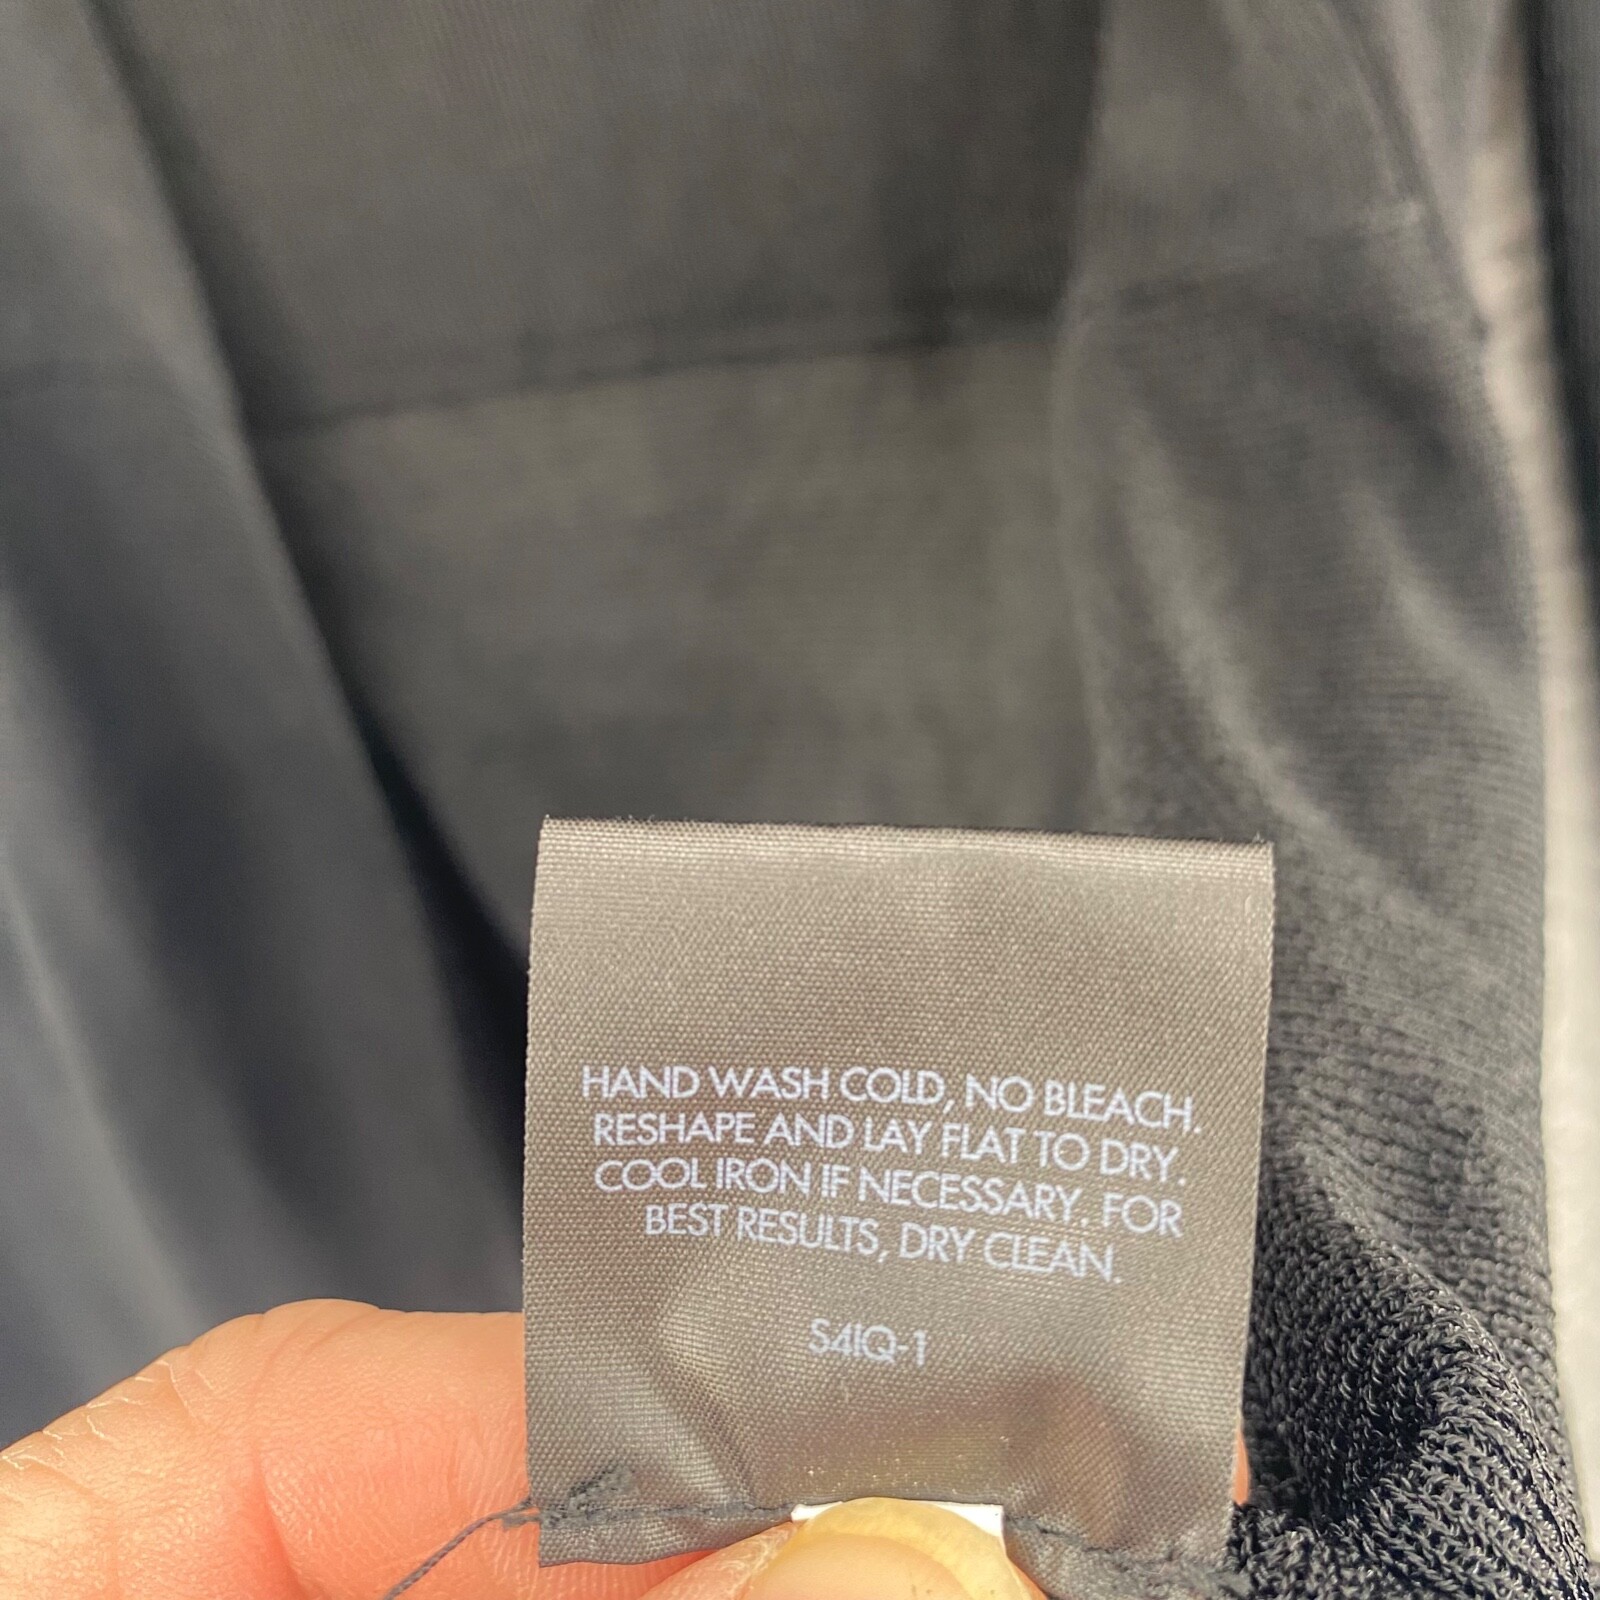 HAND WASH COLD, NO BLEACH.
RESHAPE AND LAY FLAT TO DRY.
COOL IRON IF NECESSARY. FOR
BEST RESULTS, DRY CLEAN.
S4IQ-1